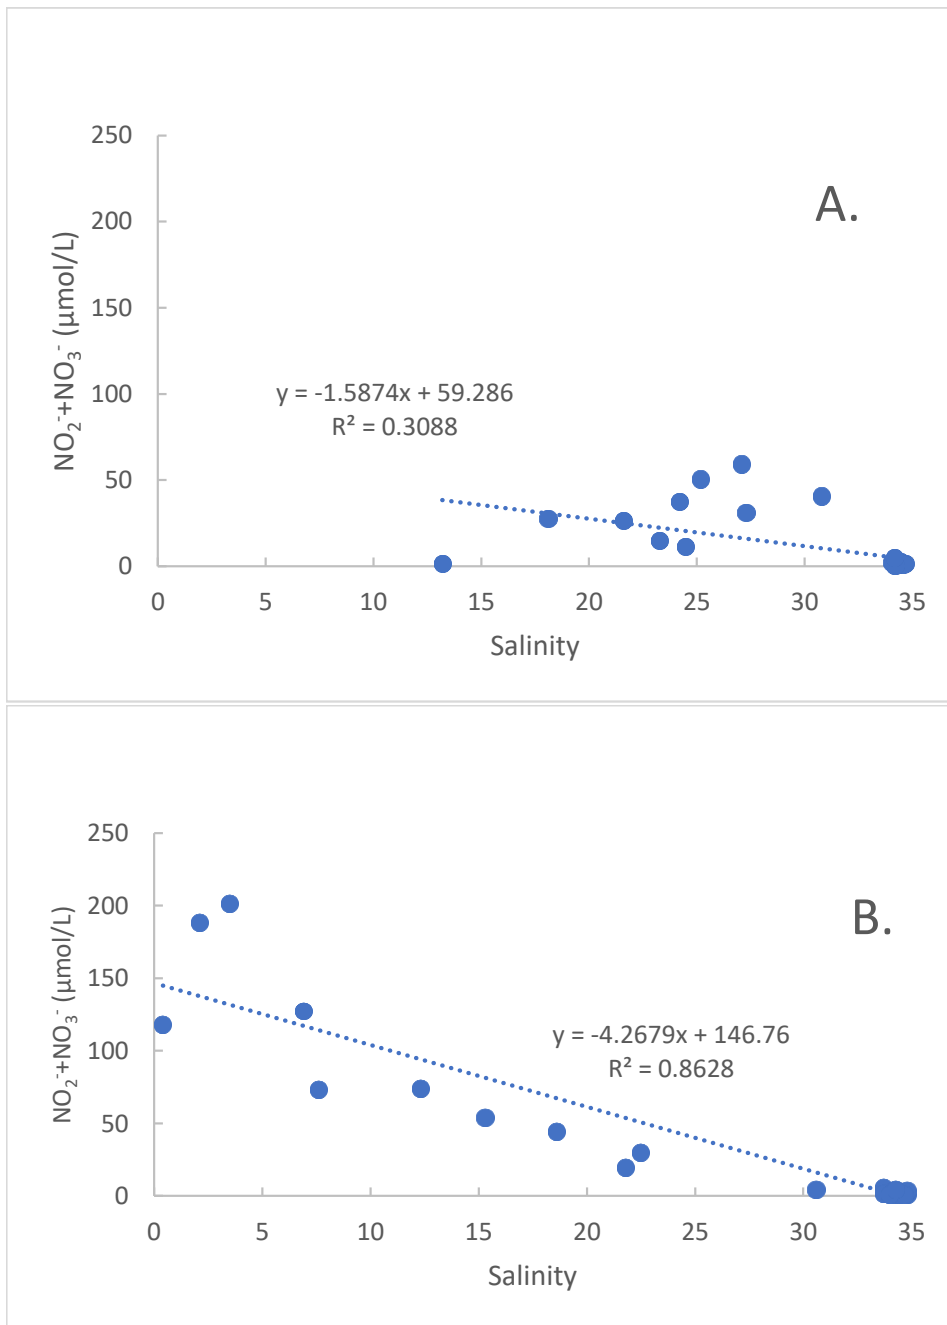 A.
NO₂⁻+NO₃⁻ (µmol/L)
250
200
150
100
50
0
y = -1.5874x + 59.286
R² = 0.3088
0 5 10 15 20 25 30 35
Salinity
B.
NO₂⁻+NO₃⁻ (µmol/L)
250
200
150
100
50
0
y = -4.2679x + 146.76
R² = 0.8628
0 5 10 15 20 25 30 35
Salinity